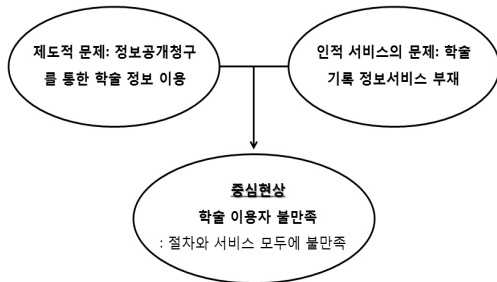 제도적 문제: 정보공개청구
를 통한 학술 정보 이용
인적 서비스의 문제: 학술
기록 정보서비스 부재
중심현상
학술 이용자 불만족
: 절차와 서비스 모두에 불만족